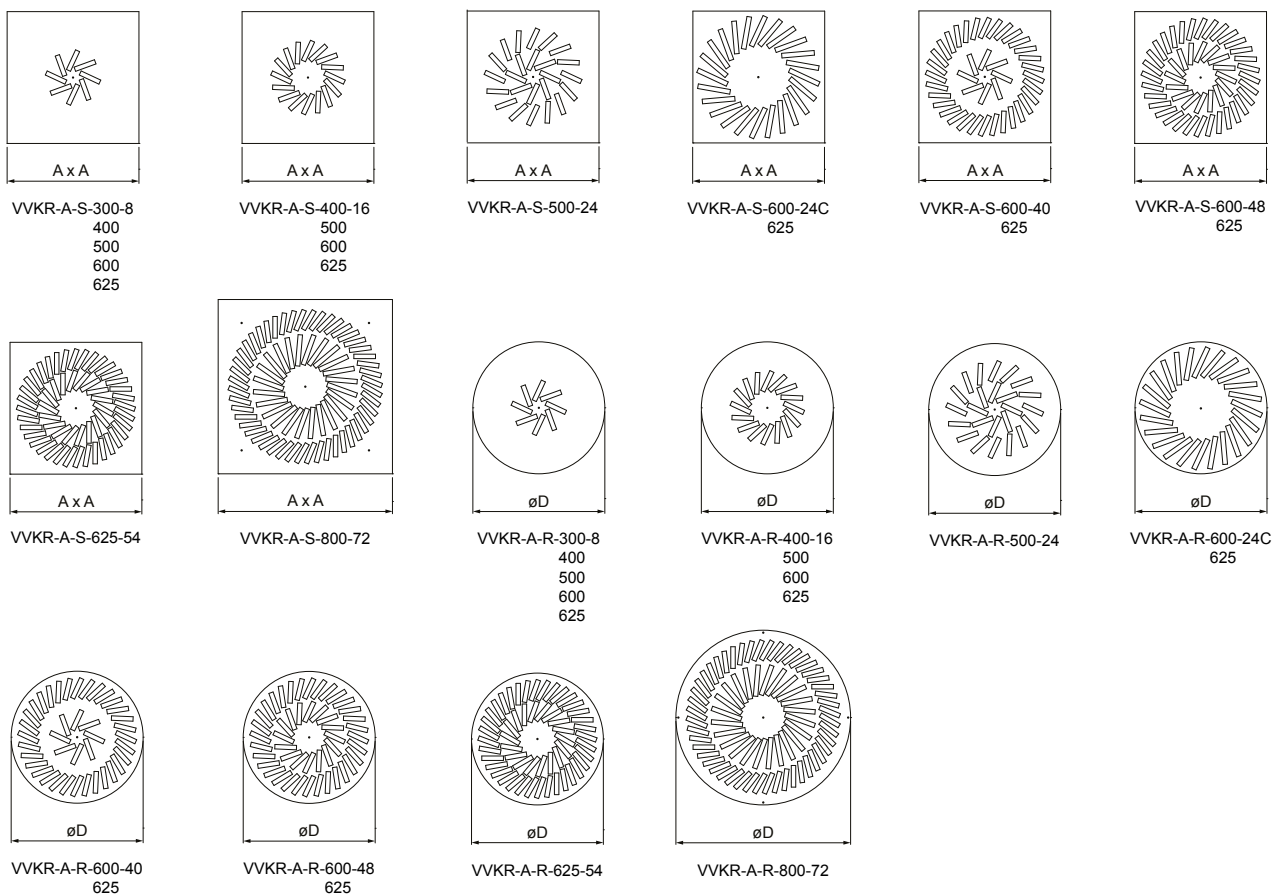 A x A
A x A
A x A
A x A
A x A
A x A
VVKR-A-S-300-8
400
500
600
625
VVKR-A-S-400-16
500
600
625
VVKR-A-S-500-24
VVKR-A-S-600-24C
625
VVKR-A-S-600-40
625
VVKR-A-S-600-48
625
A x A
A x A
øD
øD
øD
øD
VVKR-A-S-625-54
VVKR-A-S-800-72
VVKR-A-R-300-8
400
500
600
625
VVKR-A-R-400-16
500
600
625
VVKR-A-R-500-24
VVKR-A-R-600-24C
625
øD
øD
øD
øD
VVKR-A-R-600-40
625
VVKR-A-R-600-48
625
VVKR-A-R-625-54
VVKR-A-R-800-72